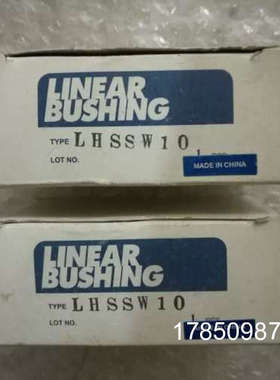 LINEAR
BUSHING
TYPE LHSSW10
LOT NO.
MADE IN CHINA
LINEAR
BUSHING
TYPE LHSSW10
LOT NO.
17850987